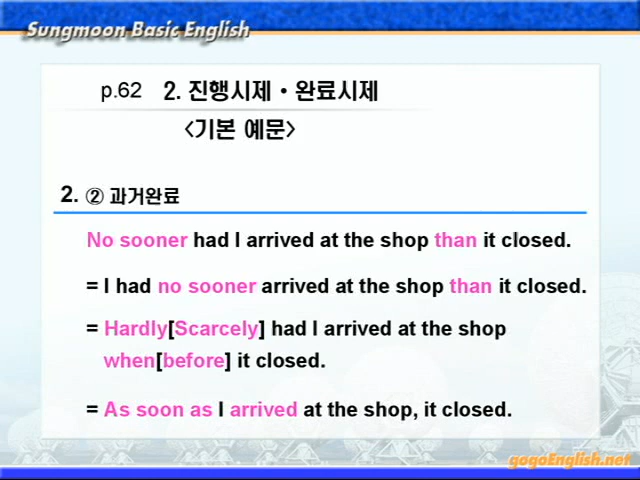 Sungmoon Basic English
p.62 2. 진행시제 • 완료시제
<기본 예문>
2. ② 과거완료
No sooner had I arrived at the shop than it closed.
= I had no sooner arrived at the shop than it closed.
= Hardly[Scarcely] had I arrived at the shop
when[before] it closed.
= As soon as I arrived at the shop, it closed.
gogoEnglish.net